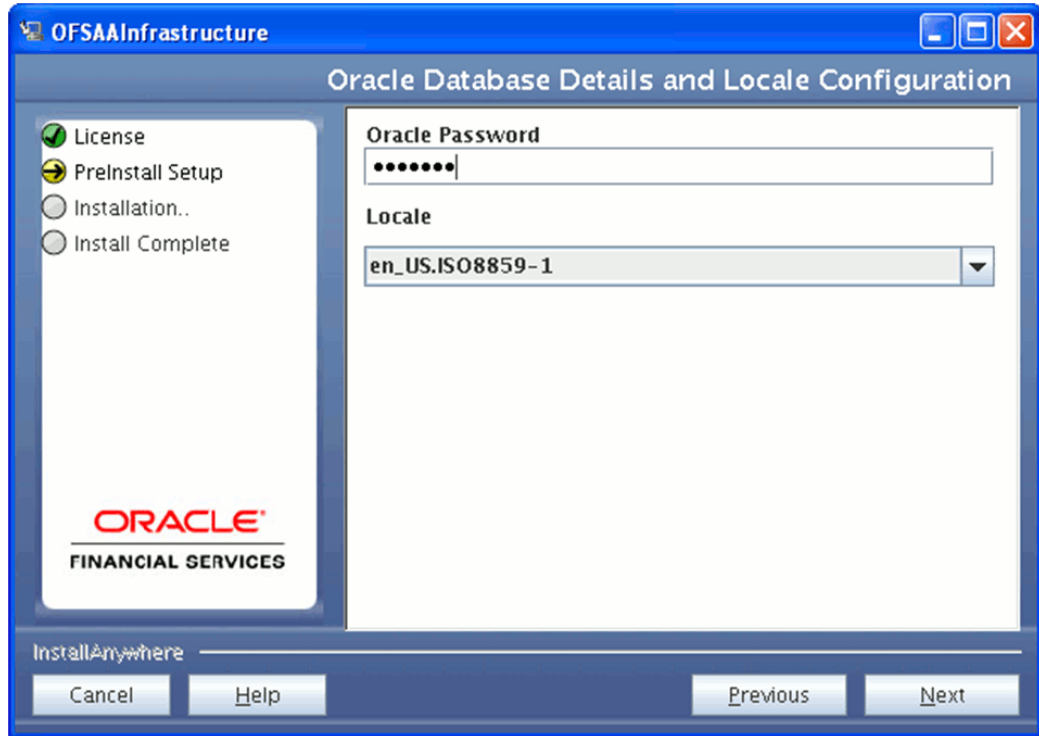 OFSAAInfrastructure
Oracle Database Details and Locale Configuration
License
PreInstall Setup
Installation..
Install Complete
ORACLE
FINANCIAL SERVICES
Oracle Password
•••••••
Locale
en_US.ISO8859-1
InstallAnywhere
Cancel
Help
Previous
Next